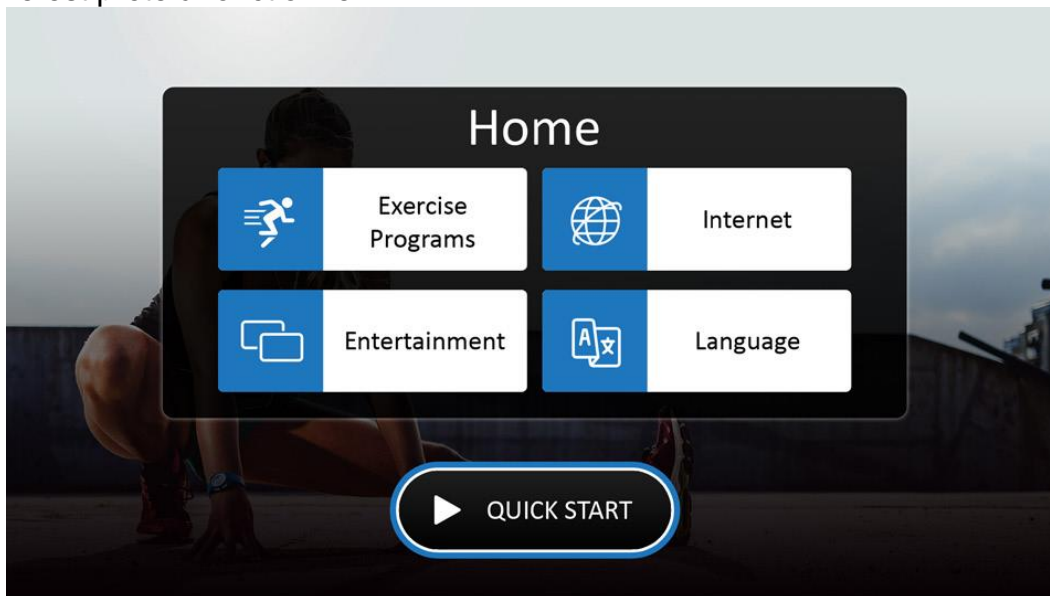 Home
Exercise
Programs
Internet
Entertainment
Language
A
QUICK START